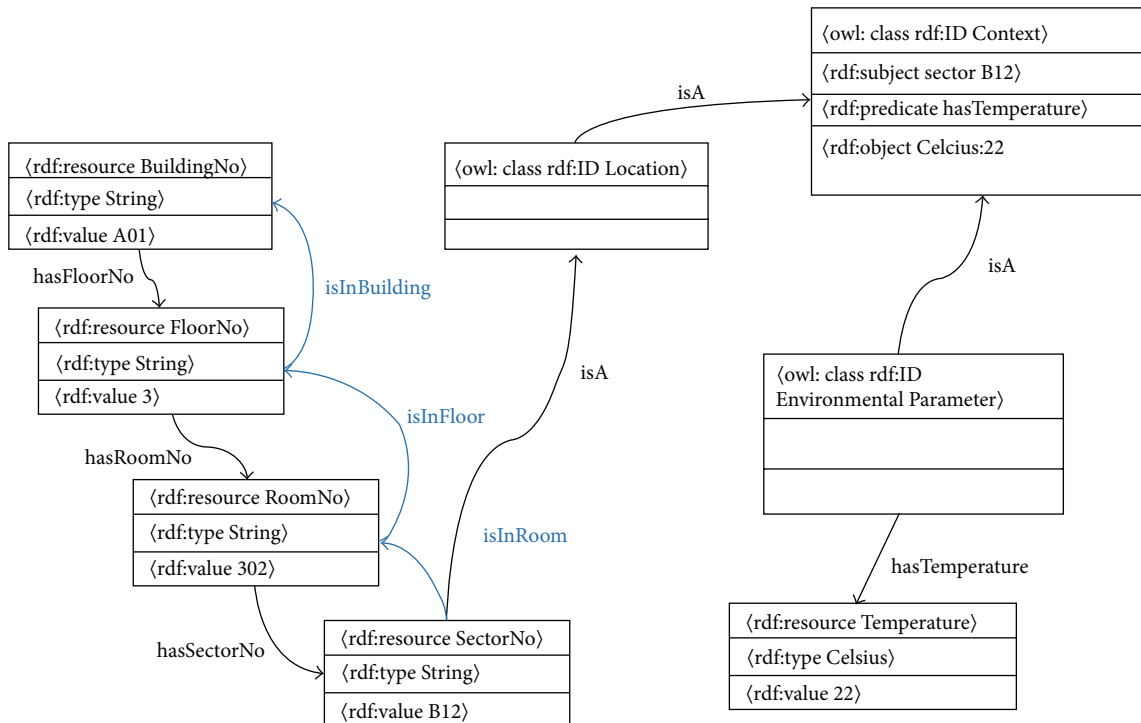 ⟨owl: class rdf:ID Context⟩
⟨rdf:subject sector B12⟩
⟨rdf:predicate hasTemperature⟩
⟨rdf:object Celcius:22
isA
⟨owl: class rdf:ID Location⟩
⟨rdf:resource BuildingNo⟩
⟨rdf:type String⟩
⟨rdf:value A01⟩
hasFloorNo
isInBuilding
⟨rdf:resource FloorNo⟩
⟨rdf:type String⟩
⟨rdf:value 3⟩
isInFloor
hasRoomNo
⟨rdf:resource RoomNo⟩
⟨rdf:type String⟩
⟨rdf:value 302⟩
isInRoom
hasSectorNo
⟨rdf:resource SectorNo⟩
⟨rdf:type String⟩
⟨rdf:value B12⟩
isA
isA
⟨owl: class rdf:ID
Environmental Parameter⟩
hasTemperature
⟨rdf:resource Temperature⟩
⟨rdf:type Celsius⟩
⟨rdf:value 22⟩